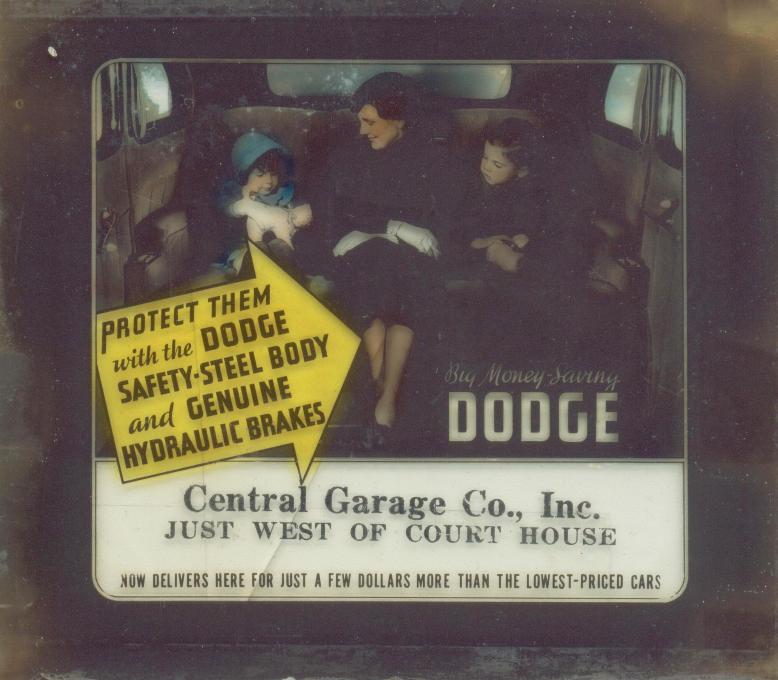 PROTECT THEM
with the DODGE
SAFETY-STEEL BODY
and GENUINE
HYDRAULIC BRAKES
Big Money-Saving
DODGE
Central Garage Co., Inc.
JUST WEST OF COURT HOUSE
NOW DELIVERS HERE FOR JUST A FEW DOLLARS MORE THAN THE LOWEST-PRICED CARS